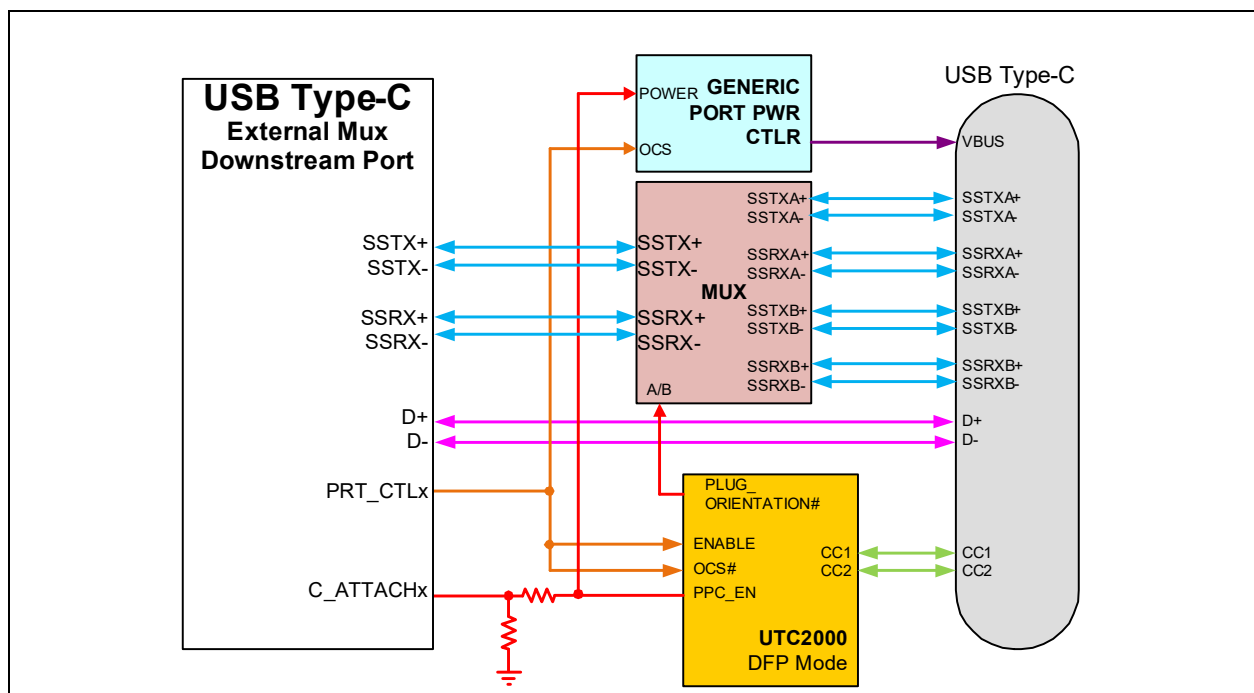 USB Type-C
External Mux
Downstream Port
SSTX+
SSTX-
SSRX+
SSRX-
D+
D-
PRT_CTLx
C_ATTACHx
POWER
GENERIC
PORT PWR
CTLR
OCS
SSTX+
SSTX-
SSRX+
SSRX-
MUX
A/B
SSTXA+
SSTXA-
SSRXA+
SSRXA-
SSTXB+
SSTXB-
SSRXB+
SSRXB-
PLUG_
ORIENTATION#
ENABLE
OCS#
PPC_EN
CC1
CC2
UTC2000
DFP Mode
USB Type-C
VBUS
SSTXA+
SSTXA-
SSRXA+
SSRXA-
SSTXB+
SSTXB-
SSRXB+
SSRXB-
D+
D-
CC1
CC2